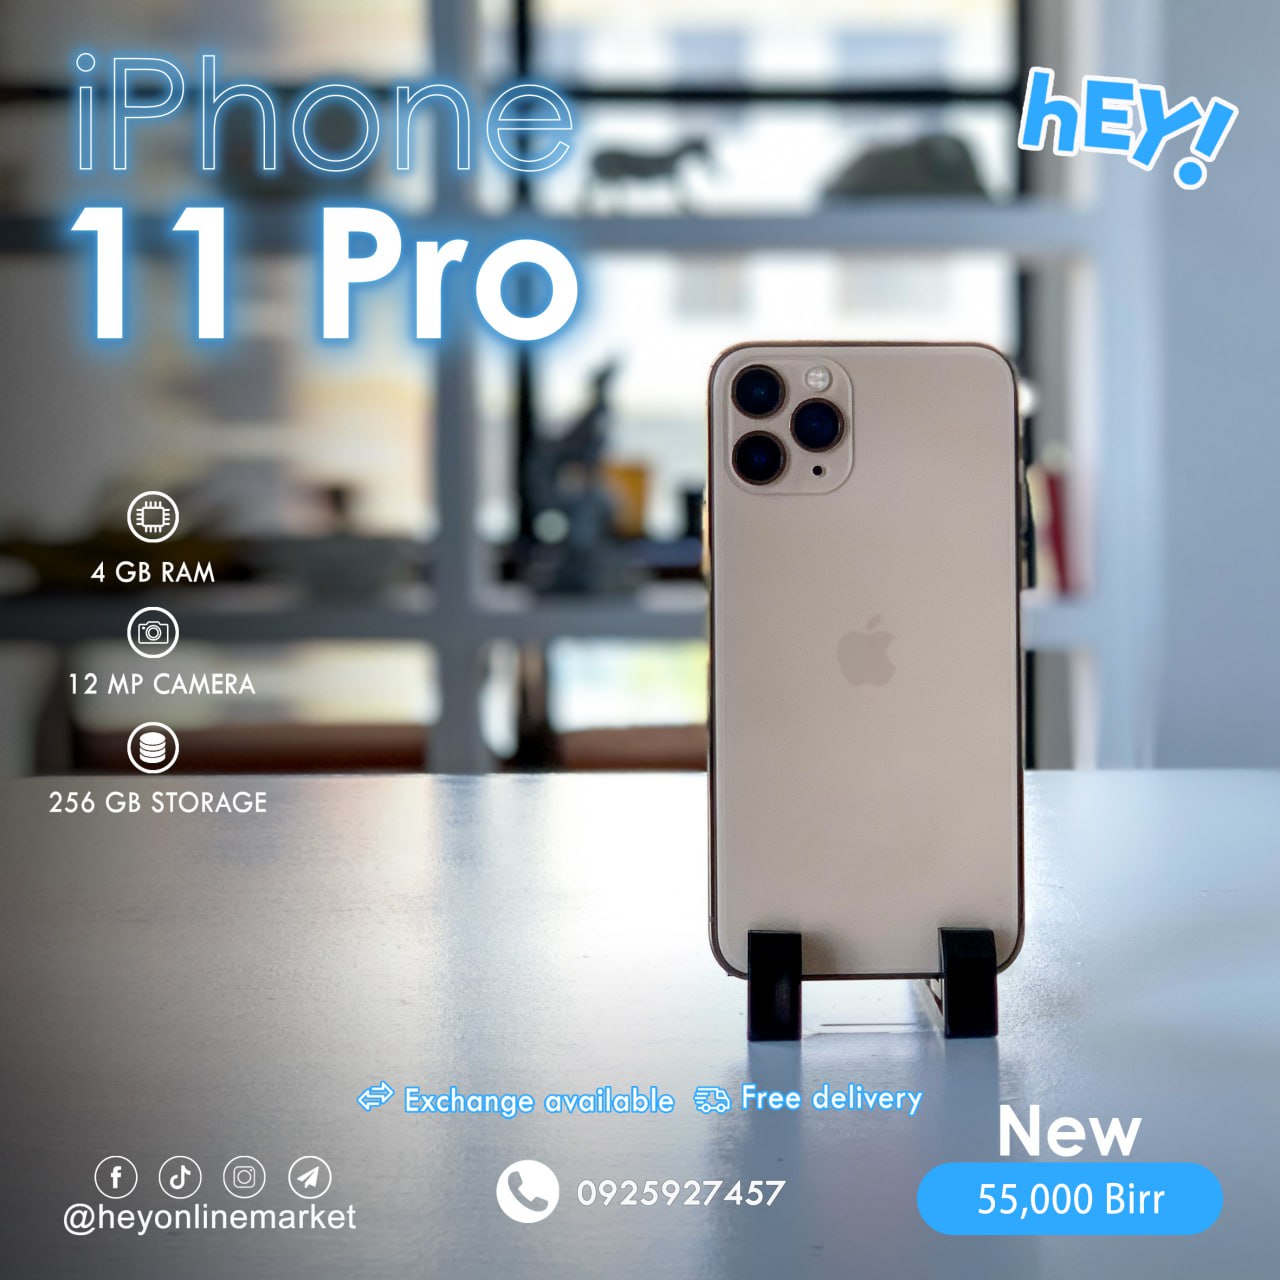 iPhone
11 Pro
hEY!
4 GB RAM
12 MP CAMERA
256 GB STORAGE
Exchange available
Free delivery
New
55,000 Birr
@heyonlinemarket
0925927457